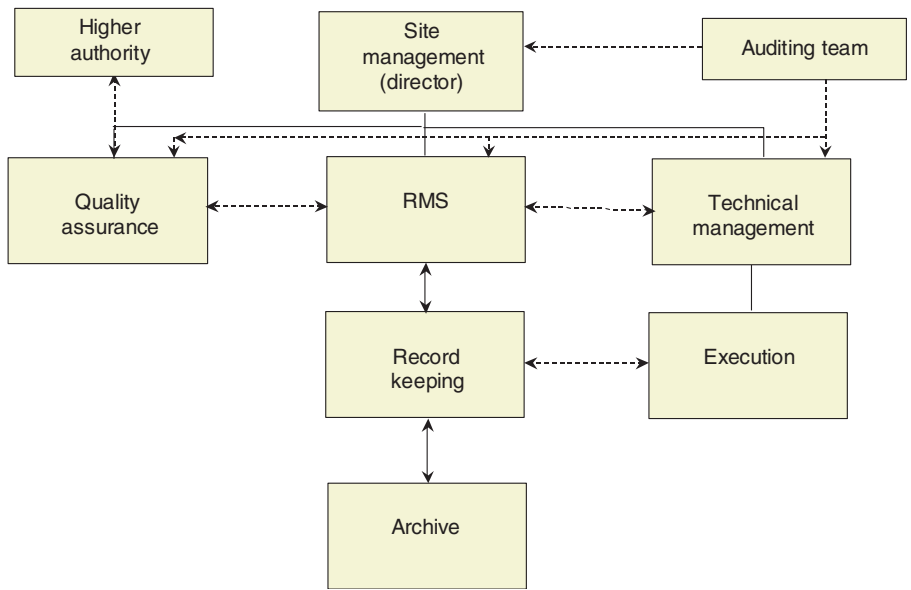 Higher
authority
Site
management
(director)
Auditing team
Quality
assurance
RMS
Technical
management
Record
keeping
Execution
Archive